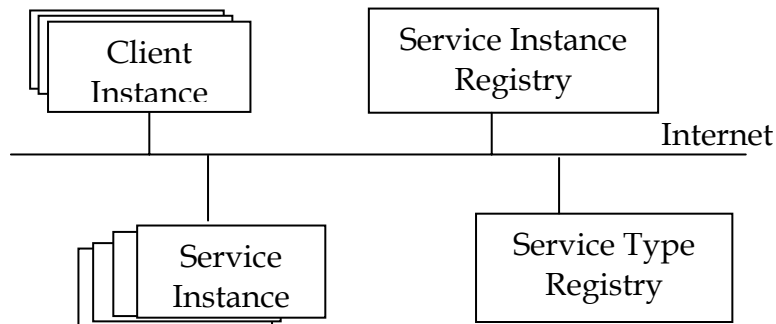 Client
Instance
Service Instance
Registry
Internet
Service
Instance
Service Type
Registry